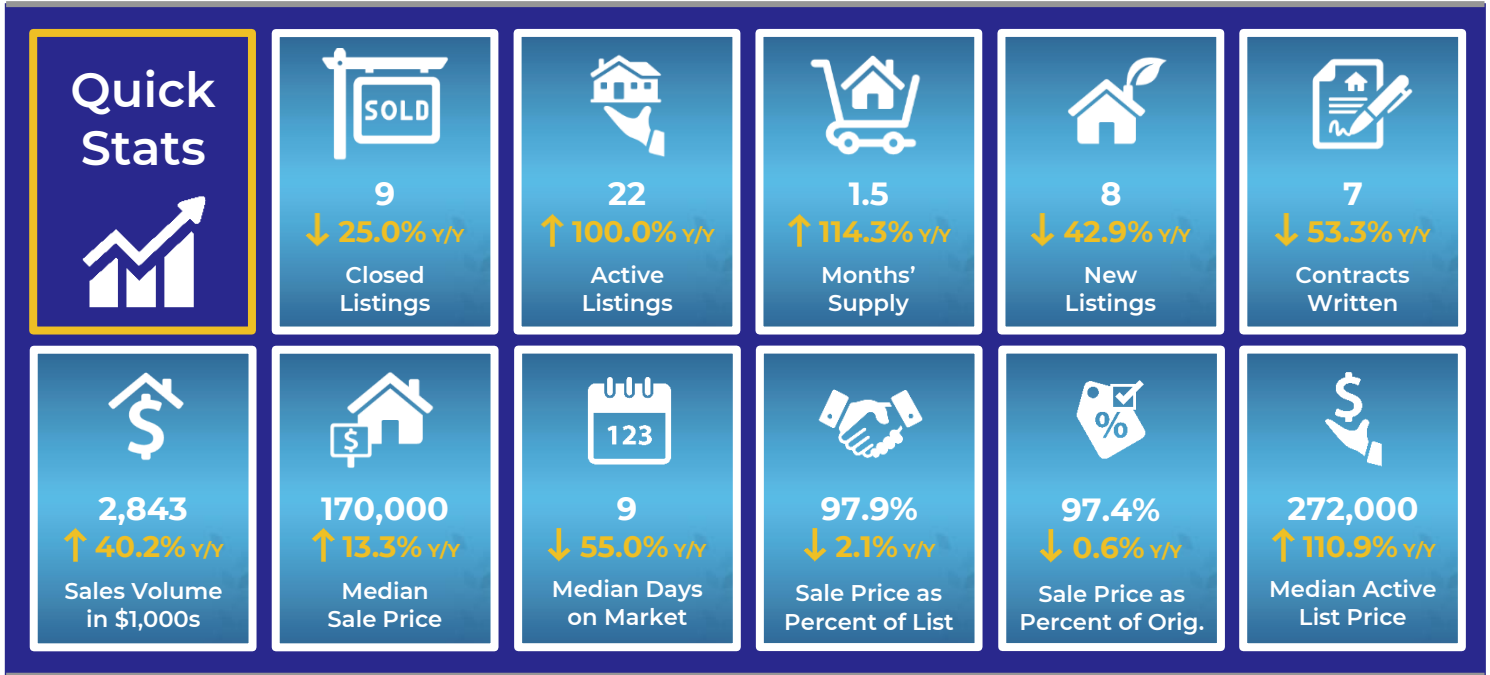 Quick
Stats
SOLD
9
↓ 25.0% Y/Y
Closed
Listings
22
↑ 100.0% Y/Y
Active
Listings
1.5
↑ 114.3% Y/Y
Months’
Supply
8
↓ 42.9% Y/Y
New
Listings
7
↓ 53.3% Y/Y
Contracts
Written
$
2,843
↑ 40.2% Y/Y
Sales Volume
in $1,000s
$
170,000
↑ 13.3% Y/Y
Median
Sale Price
123
9
↓ 55.0% Y/Y
Median Days
on Market
97.9%
↓ 2.1% Y/Y
Sale Price as
Percent of List
%
97.4%
↓ 0.6% Y/Y
Sale Price as
Percent of Orig.
$
272,000
↑ 110.9% Y/Y
Median Active
List Price